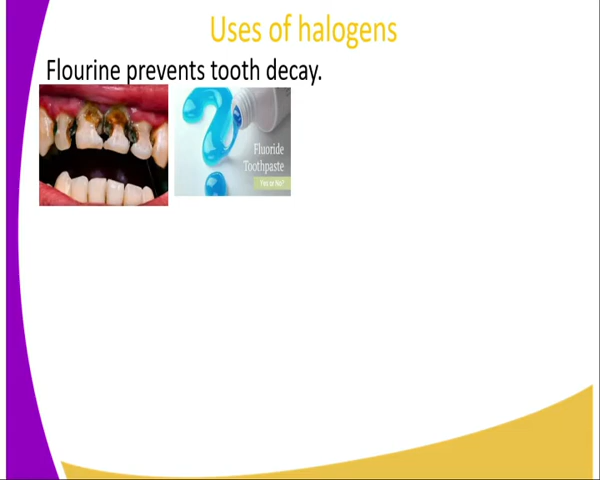 Uses of halogens
Flourine prevents tooth decay.
Fluoride
Toothpaste
Yes or No?